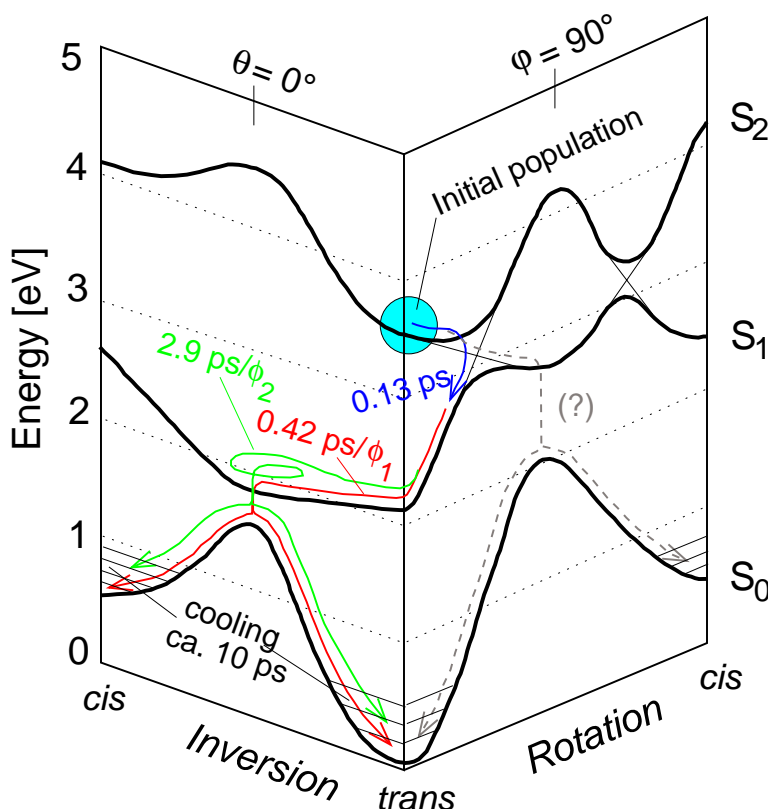 θ= 0°
φ = 90°
5
4
3
2
1
0
Energy [eV]
Initial population
S2
S1
S0
2.9 ps/ϕ2
0.42 ps/ϕ1
0.13 ps
(?)
cooling
ca. 10 ps
cis
Inversion
trans
Rotation
cis